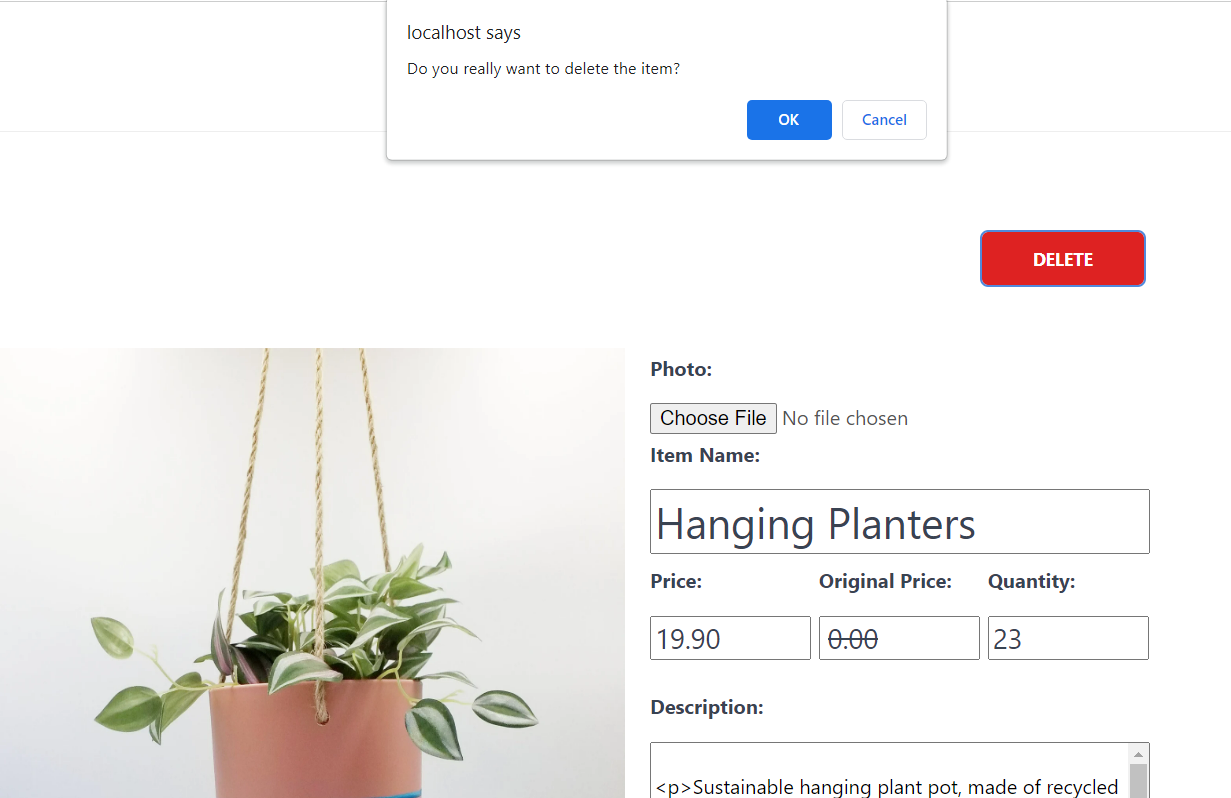 localhost says
Do you really want to delete the item?
OK Cancel
DELETE
Photo:
Choose File No file chosen
Item Name:
Hanging Planters
Price: Original Price: Quantity:
19.90 0.00 23
Description:
<p>Sustainable hanging plant pot, made of recycled